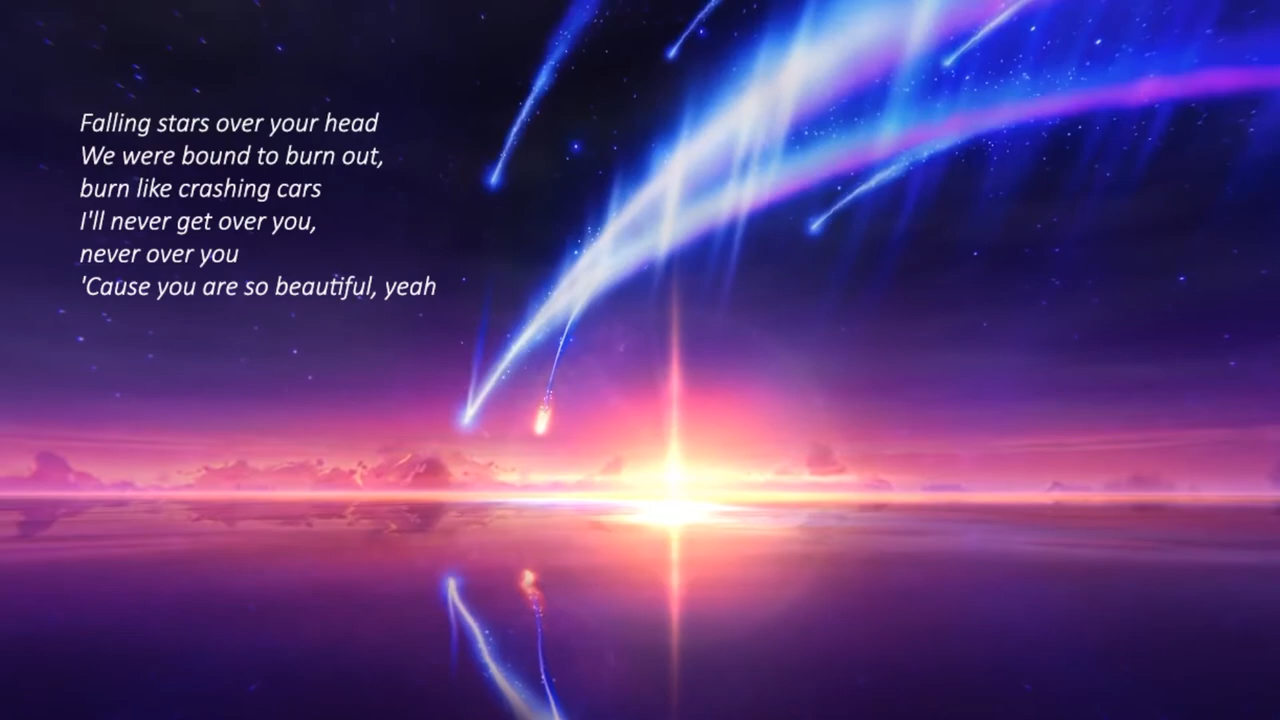 Falling stars over your head
We were bound to burn out,
burn like crashing cars
I'll never get over you,
never over you
'Cause you are so beautiful, yeah